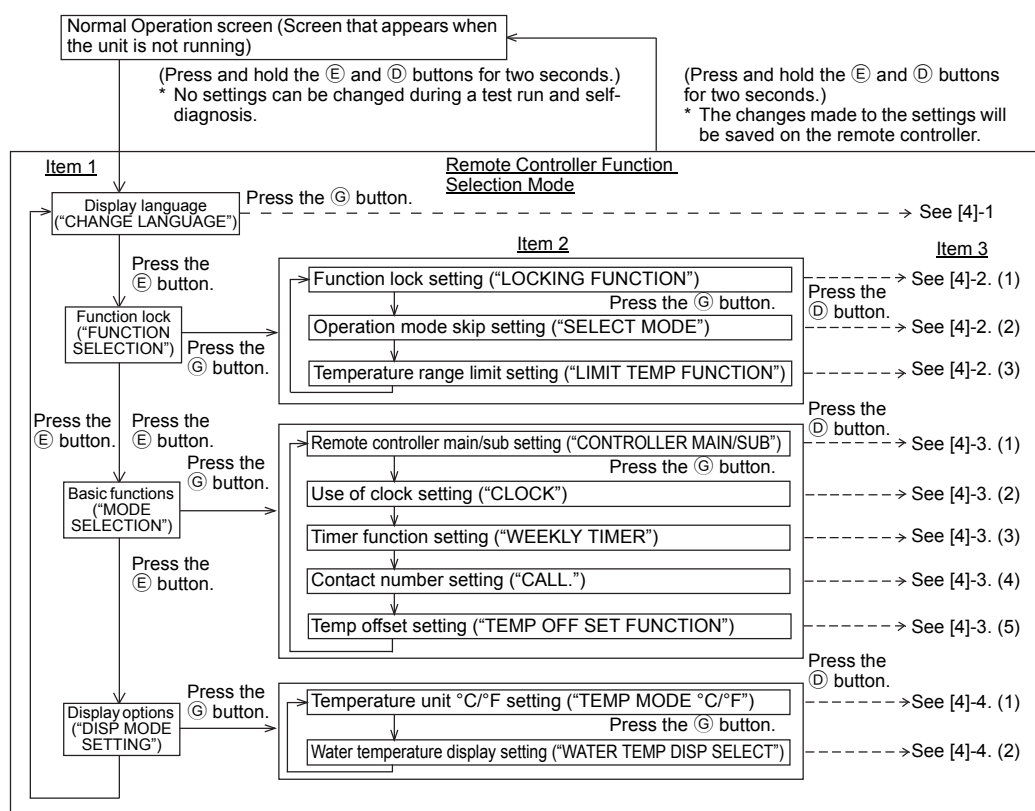 Normal Operation screen (Screen that appears when
the unit is not running)
(Press and hold the Ⓔ and Ⓓ buttons for two seconds.)
* No settings can be changed during a test run and self-
diagnosis.
(Press and hold the Ⓔ and Ⓓ buttons
for two seconds.)
* The changes made to the settings will
be saved on the remote controller.
Item 1
Remote Controller Function
Selection Mode
Display language
("CHANGE LANGUAGE")
Press the Ⓖ button.
See [4]-1
Item 2
Item 3
Press the
Ⓔ button.
Function lock
("FUNCTION
SELECTION")
Press the
Ⓖ button.
Function lock setting ("LOCKING FUNCTION")
Press the Ⓖ button.
Operation mode skip setting ("SELECT MODE")
Temperature range limit setting ("LIMIT TEMP FUNCTION")
See [4]-2. (1)
Press the
Ⓓ button.
See [4]-2. (2)
See [4]-2. (3)
Press the
Ⓔ button.
Press the
Ⓔ button.
Press the
Ⓖ button.
Basic functions
("MODE
SELECTION")
Remote controller main/sub setting ("CONTROLLER MAIN/SUB")
Press the Ⓖ button.
Use of clock setting ("CLOCK")
Timer function setting ("WEEKLY TIMER")
Contact number setting ("CALL.")
Temp offset setting ("TEMP OFF SET FUNCTION")
Press the
Ⓓ button.
See [4]-3. (1)
See [4]-3. (2)
See [4]-3. (3)
See [4]-3. (4)
See [4]-3. (5)
Press the
Ⓔ button.
Press the
Ⓖ button.
Display options
("DISP MODE
SETTING")
Temperature unit °C/°F setting ("TEMP MODE °C/°F")
Press the Ⓖ button.
Water temperature display setting ("WATER TEMP DISP SELECT")
Press the
Ⓓ button.
See [4]-4. (1)
See [4]-4. (2)